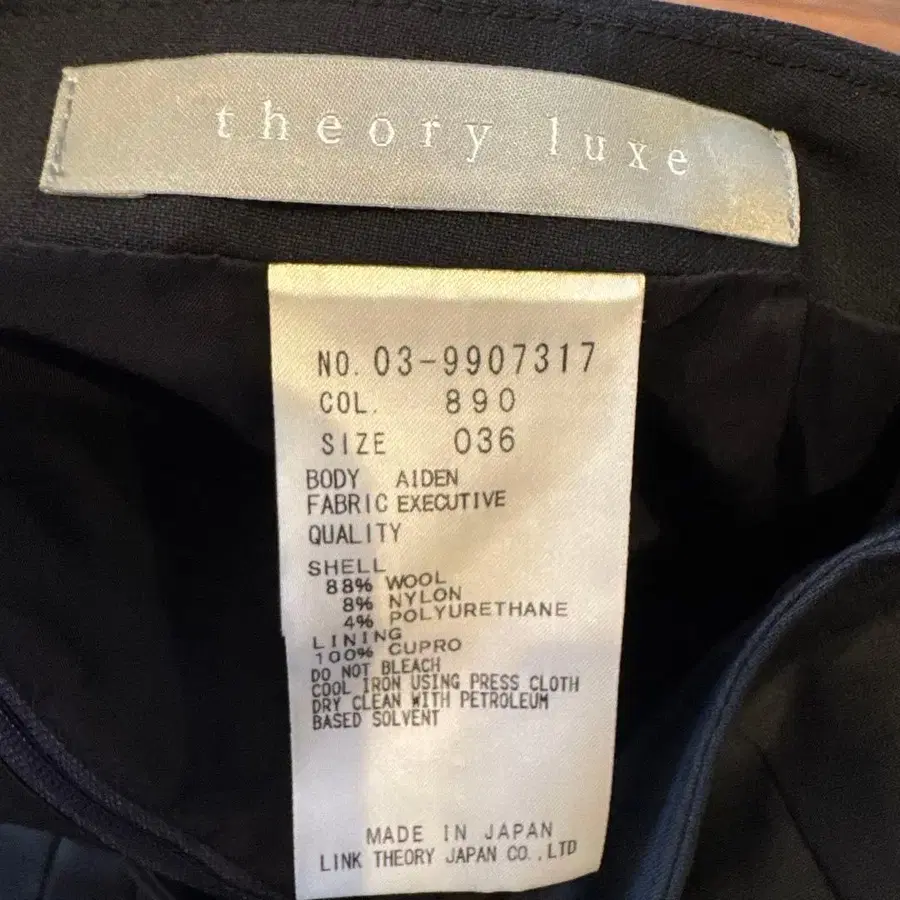 theory luxe
NO. 03-9907317
COL. 890
SIZE 036
BODY AIDEN
FABRIC EXECUTIVE
QUALITY
SHELL
88% WOOL
8% NYLON
4% POLYURETHANE
LINING
100% CUPRO
DO NOT BLEACH
COOL IRON USING PRESS CLOTH
DRY CLEAN WITH PETROLEUM
BASED SOLVENT
MADE IN JAPAN
LINK THEORY JAPAN CO.,LTD